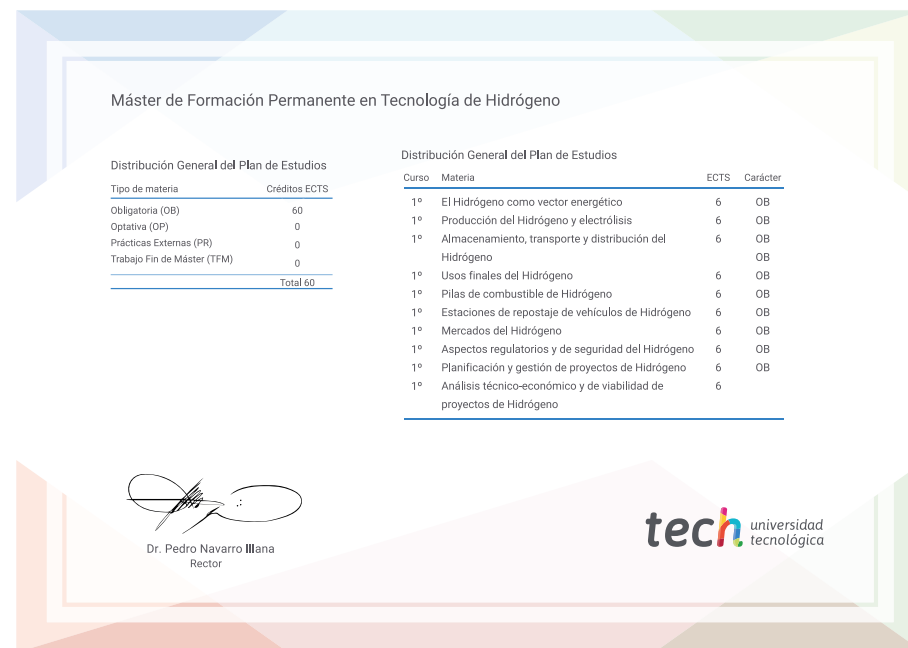 Máster de Formación Permanente en Tecnología de Hidrógeno
Distribución General del Plan de Estudios
Tipo de materia Créditos ECTS
Obligatoria (OB) 60
Optativa (OP) 0
Prácticas Externas (PR) 0
Trabajo Fin de Máster (TFM) 0
Total 60
Distribución General del Plan de Estudios
Curso Materia ECTS Carácter
1º El Hidrógeno como vector energético 6 OB
1º Producción del Hidrógeno y electrólisis 6 OB
1º Almacenamiento, transporte y distribución del 6 OB
Hidrógeno OB
1º Usos finales del Hidrógeno 6 OB
1º Pilas de combustible de Hidrógeno 6 OB
1º Estaciones de repostaje de vehículos de Hidrógeno 6 OB
1º Mercados del Hidrógeno 6 OB
1º Aspectos regulatorios y de seguridad del Hidrógeno 6 OB
1º Planificación y gestión de proyectos de Hidrógeno 6 OB
1º Análisis técnico-económico y de viabilidad de 6
proyectos de Hidrógeno
Dr. Pedro Navarro Illana
Rector
tech universidad
tecnológica